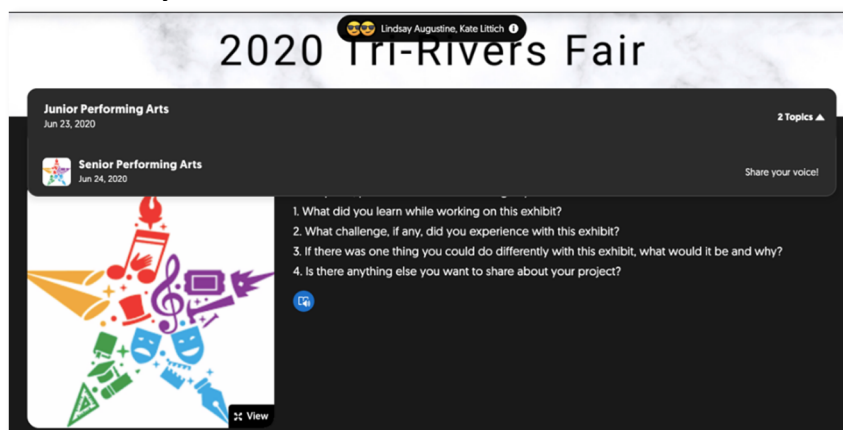 Lindsay Augustine, Kate Littich
2020 Tri-Rivers Fair
Junior Performing Arts
Jun 23, 2020
2 Topics
Senior Performing Arts
Jun 24, 2020
Share your voice!
1. What did you learn while working on this exhibit?
2. What challenge, if any, did you experience with this exhibit?
3. If there was one thing you could do differently with this exhibit, what would it be and why?
4. Is there anything else you want to share about your project?
View